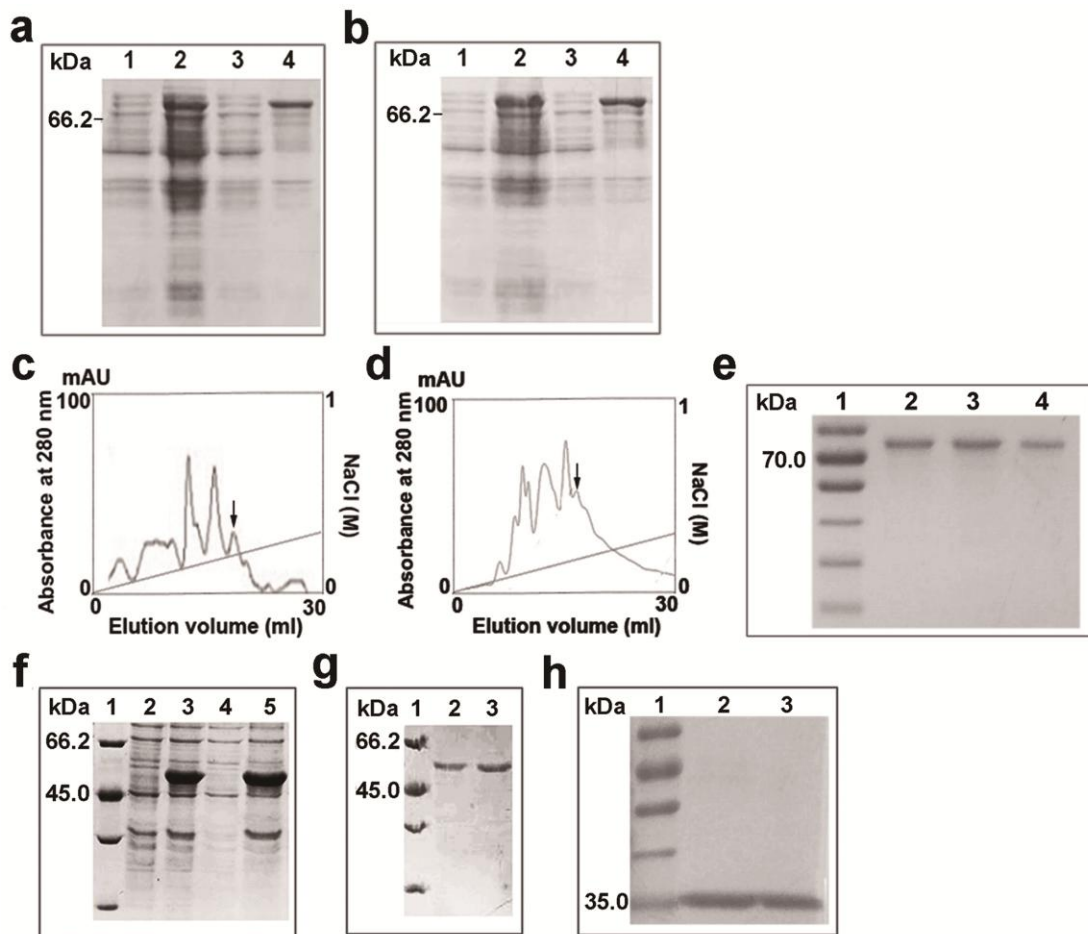 a
kDa 1 2 3 4
66.2
b
kDa 1 2 3 4
66.2
c
mAU
100
1
Absorbance at 280 nm
NaCl (M)
0
0
0
30
Elution volume (ml)
d
mAU
100
1
Absorbance at 280 nm
NaCl (M)
0
0
0
30
Elution volume (ml)
e
kDa 1 2 3 4
70.0
f
kDa 1 2 3 4 5
66.2
45.0
g
kDa 1 2 3
66.2
45.0
h
kDa 1 2 3
35.0